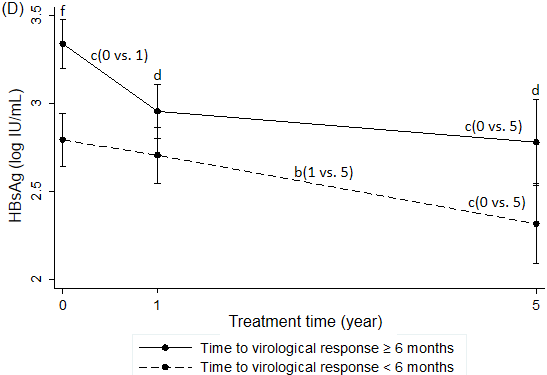 (D)
3.5
3
2.5
2
HBsAg (log IU/mL)
f
c(0 vs. 1)
d
d
c(0 vs. 5)
b(1 vs. 5)
c(0 vs. 5)
0
1
5
Treatment time (year)
Time to virological response ≥ 6 months
Time to virological response < 6 months